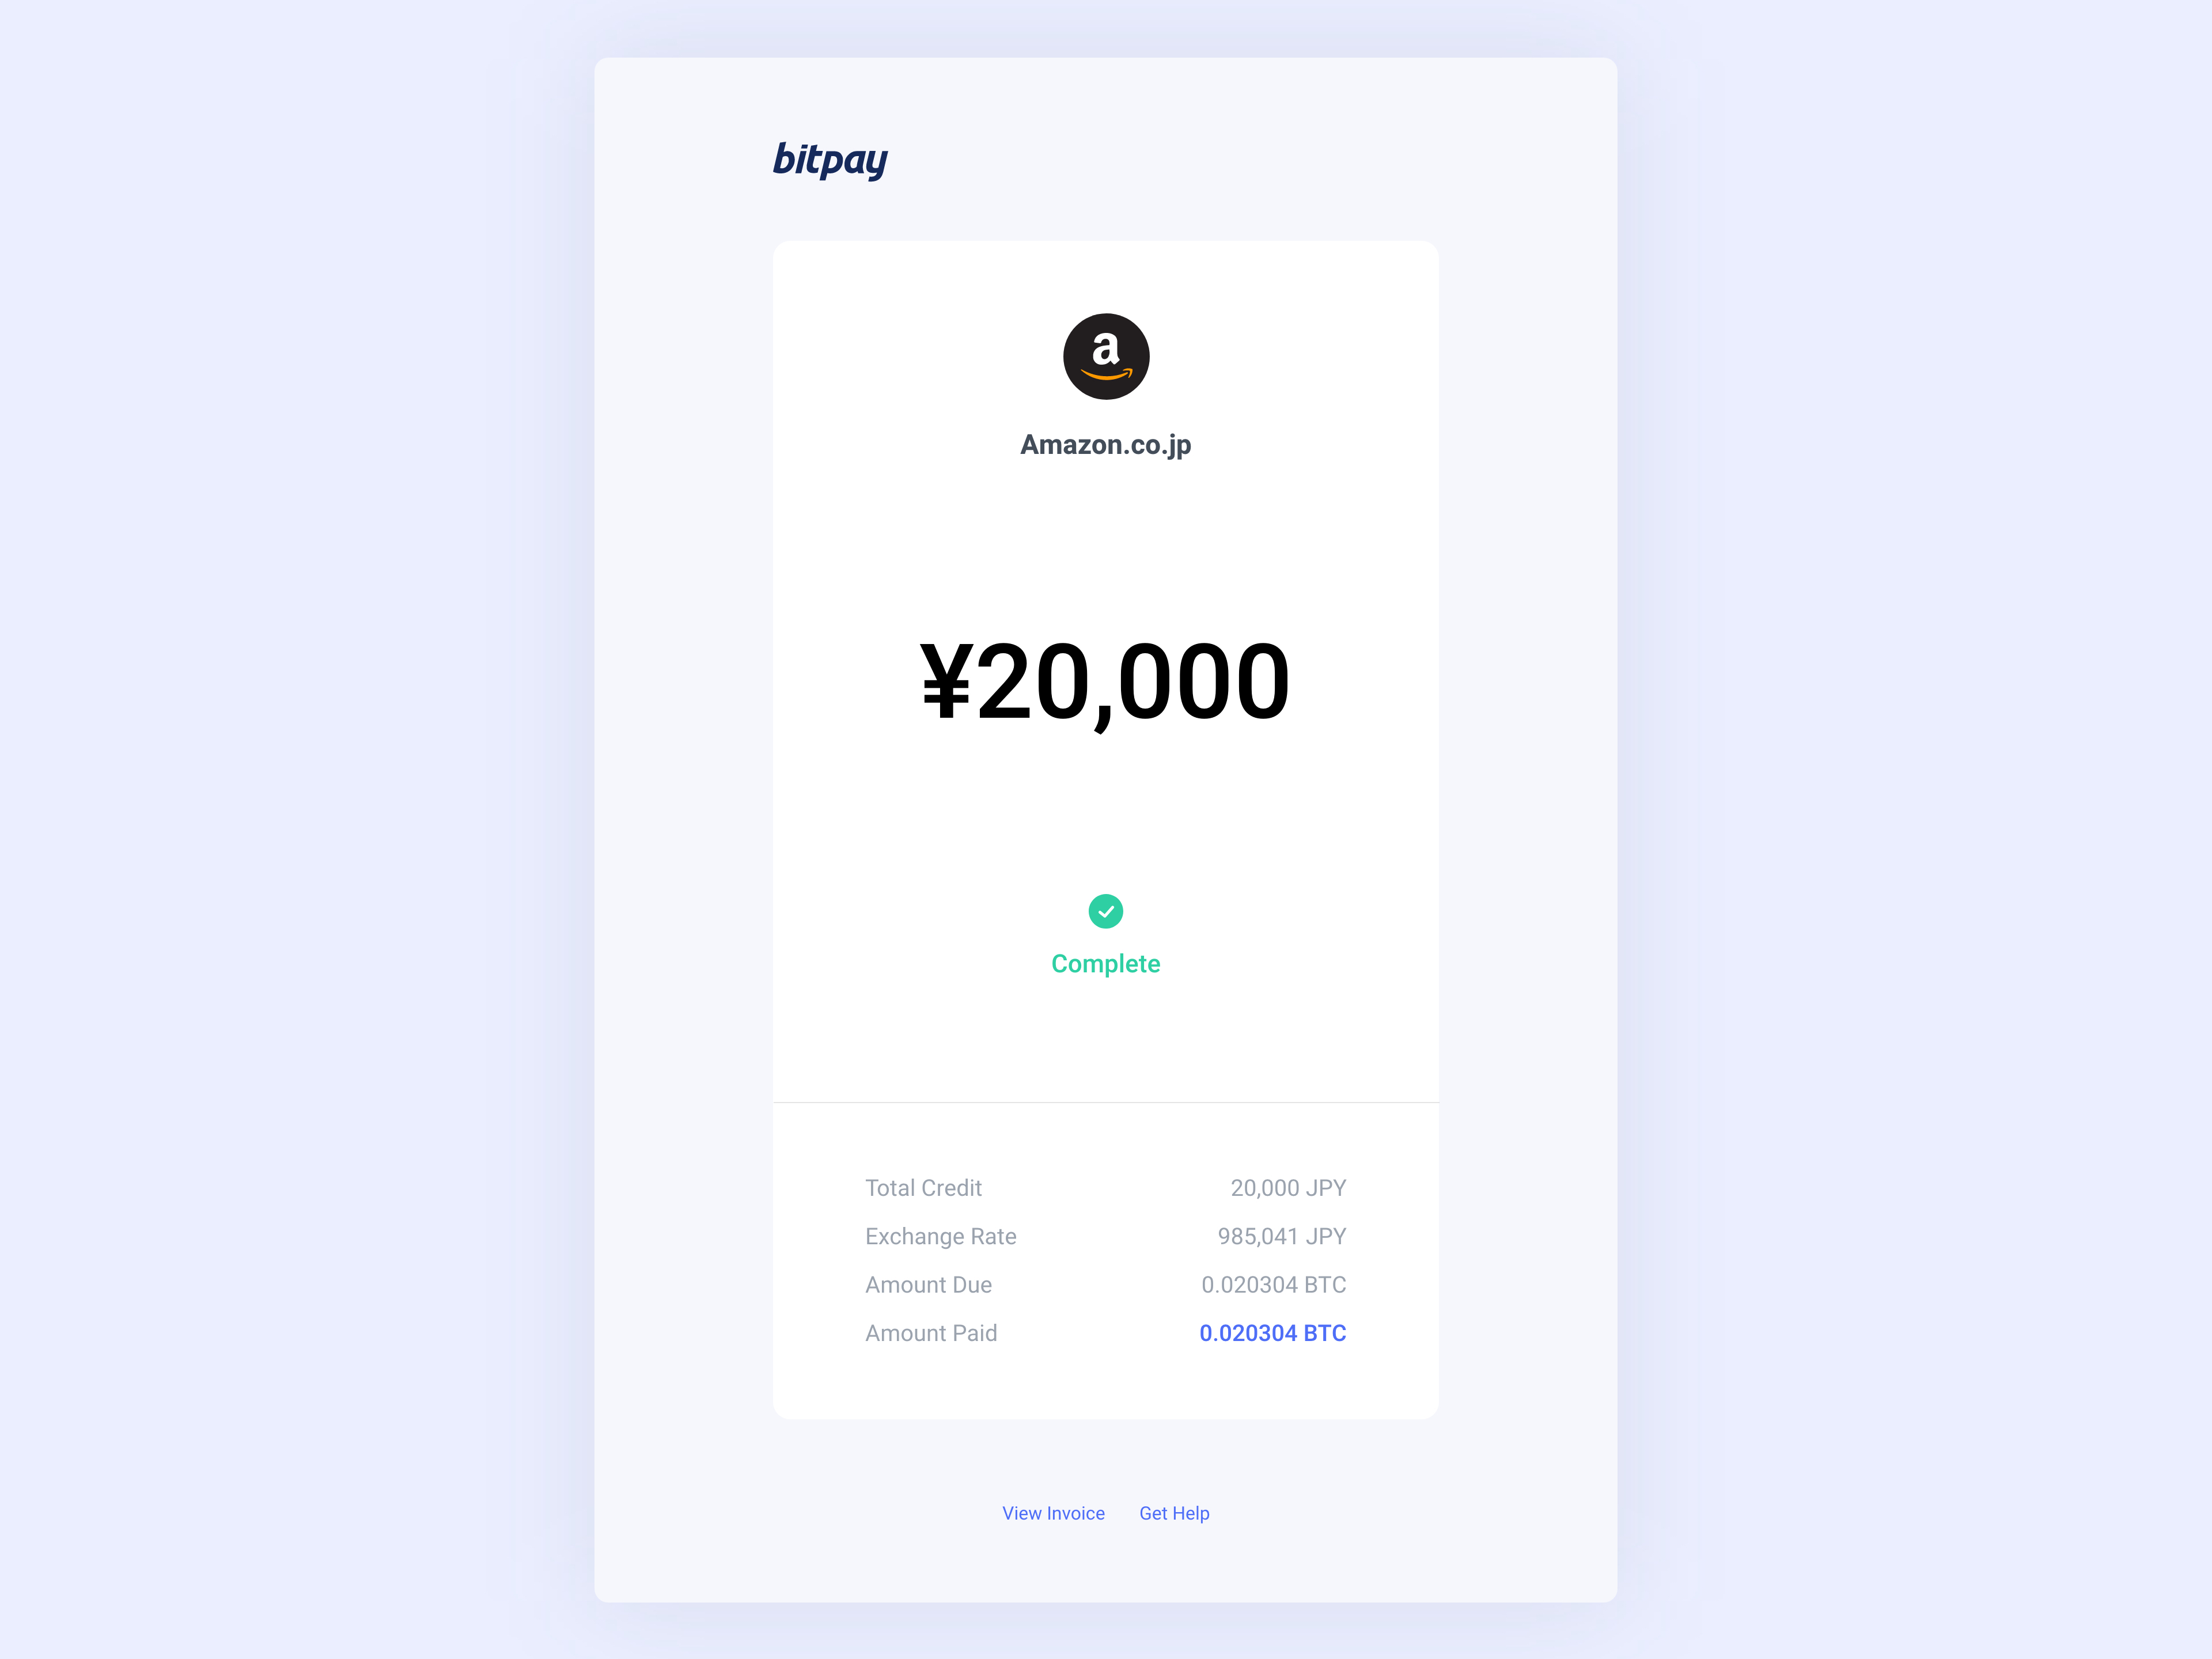 bitpay
a
Amazon.co.jp
¥20,000
Complete
Total Credit 20,000 JPY
Exchange Rate 985,041 JPY
Amount Due 0.020304 BTC
Amount Paid 0.020304 BTC
View Invoice Get Help